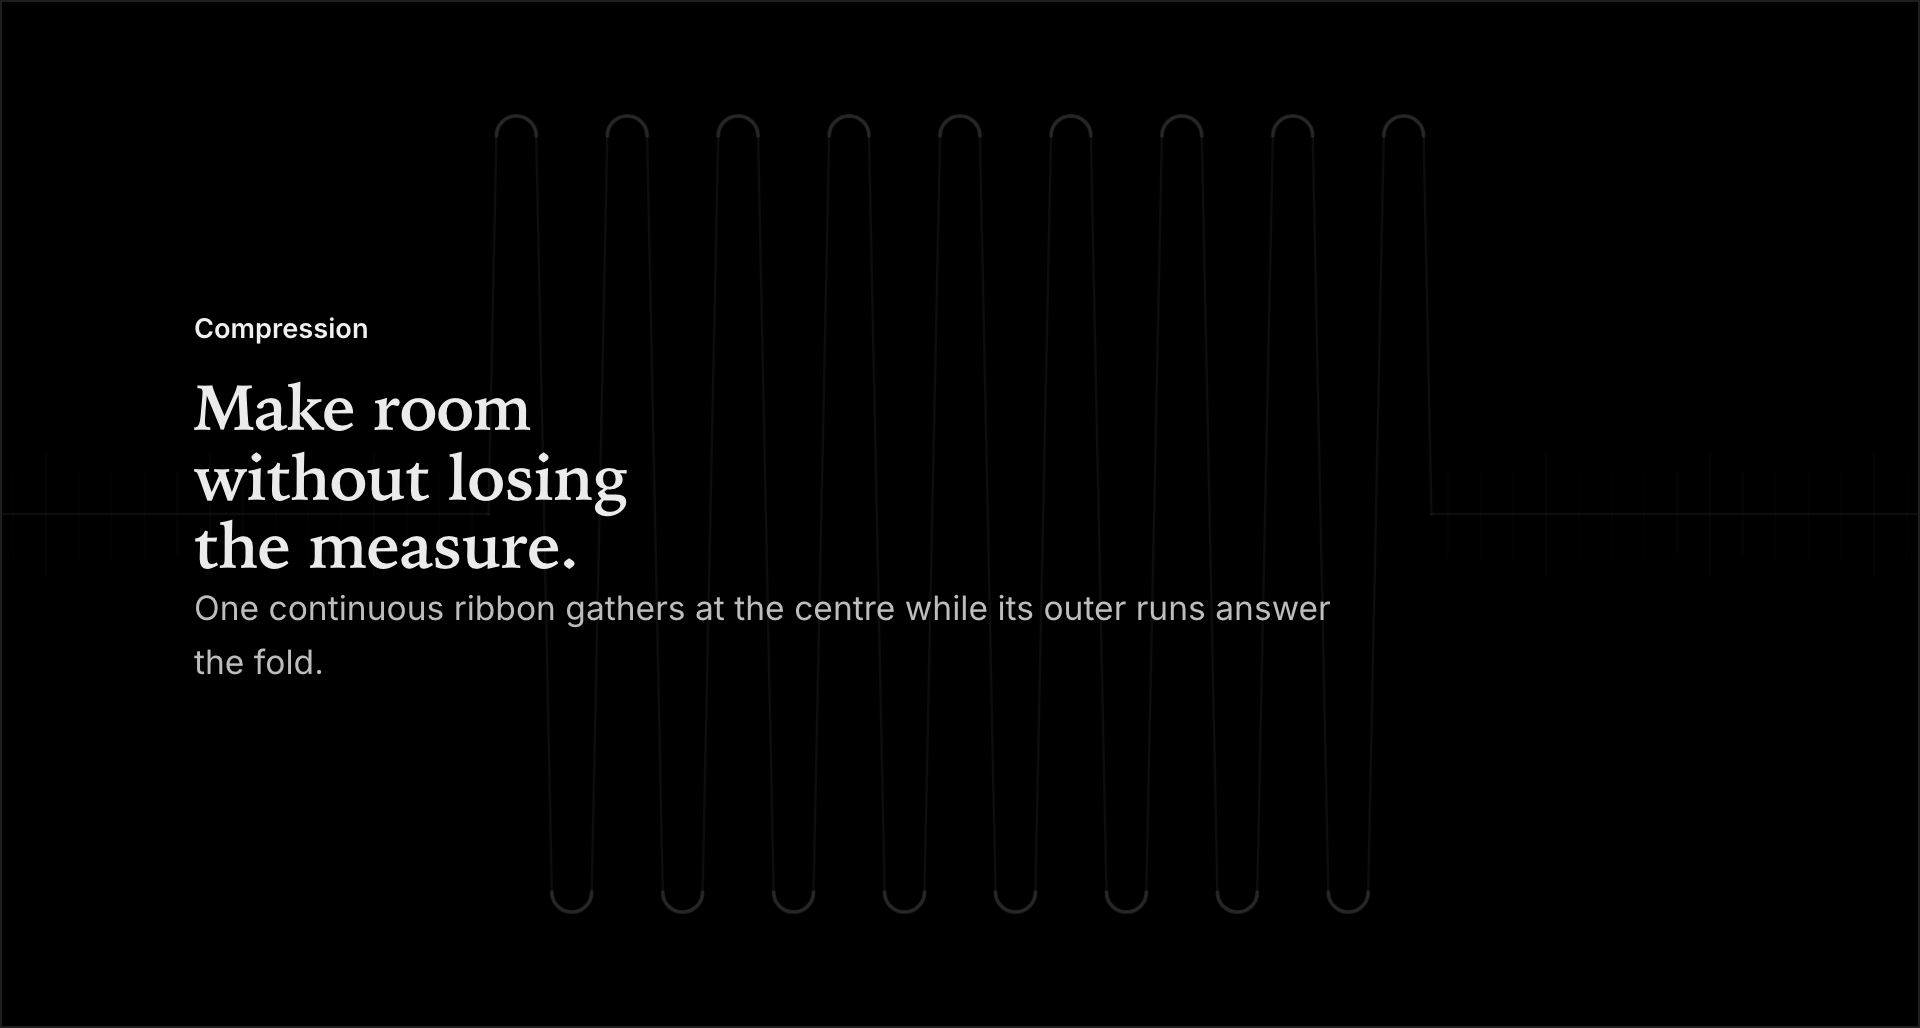 Compression
Make room
without losing
the measure.
One continuous ribbon gathers at the centre while its outer runs answer
the fold.